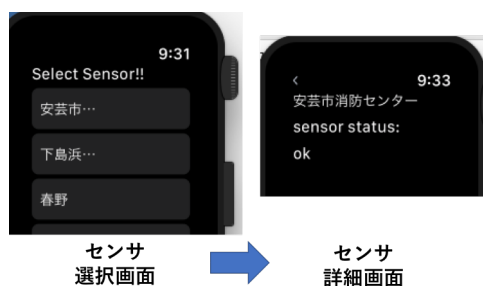 9:31
Select Sensor!!
安芸市…
下島浜…
春野
9:33
安芸市消防センター
sensor status:
ok
センサ
選択画面
センサ
詳細画面